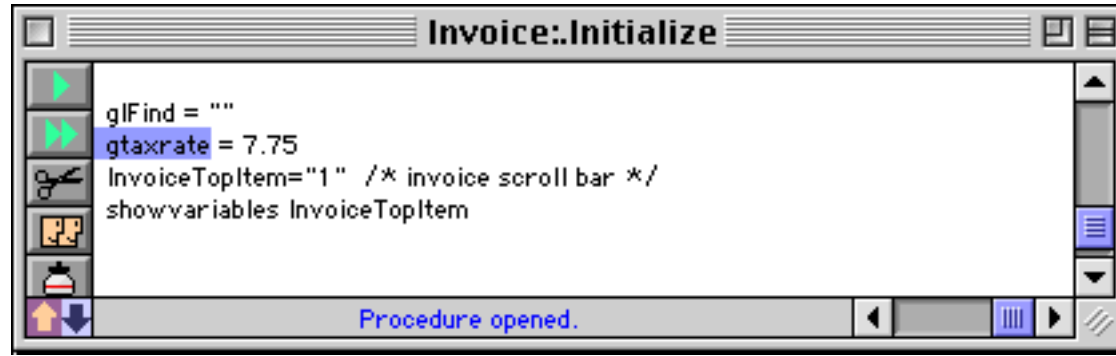 Invoice:.Initialize
glFind = ""
gtaxrate = 7.75
InvoiceTopItem="1" /* invoice scroll bar */
showvariables InvoiceTopItem
Procedure opened.